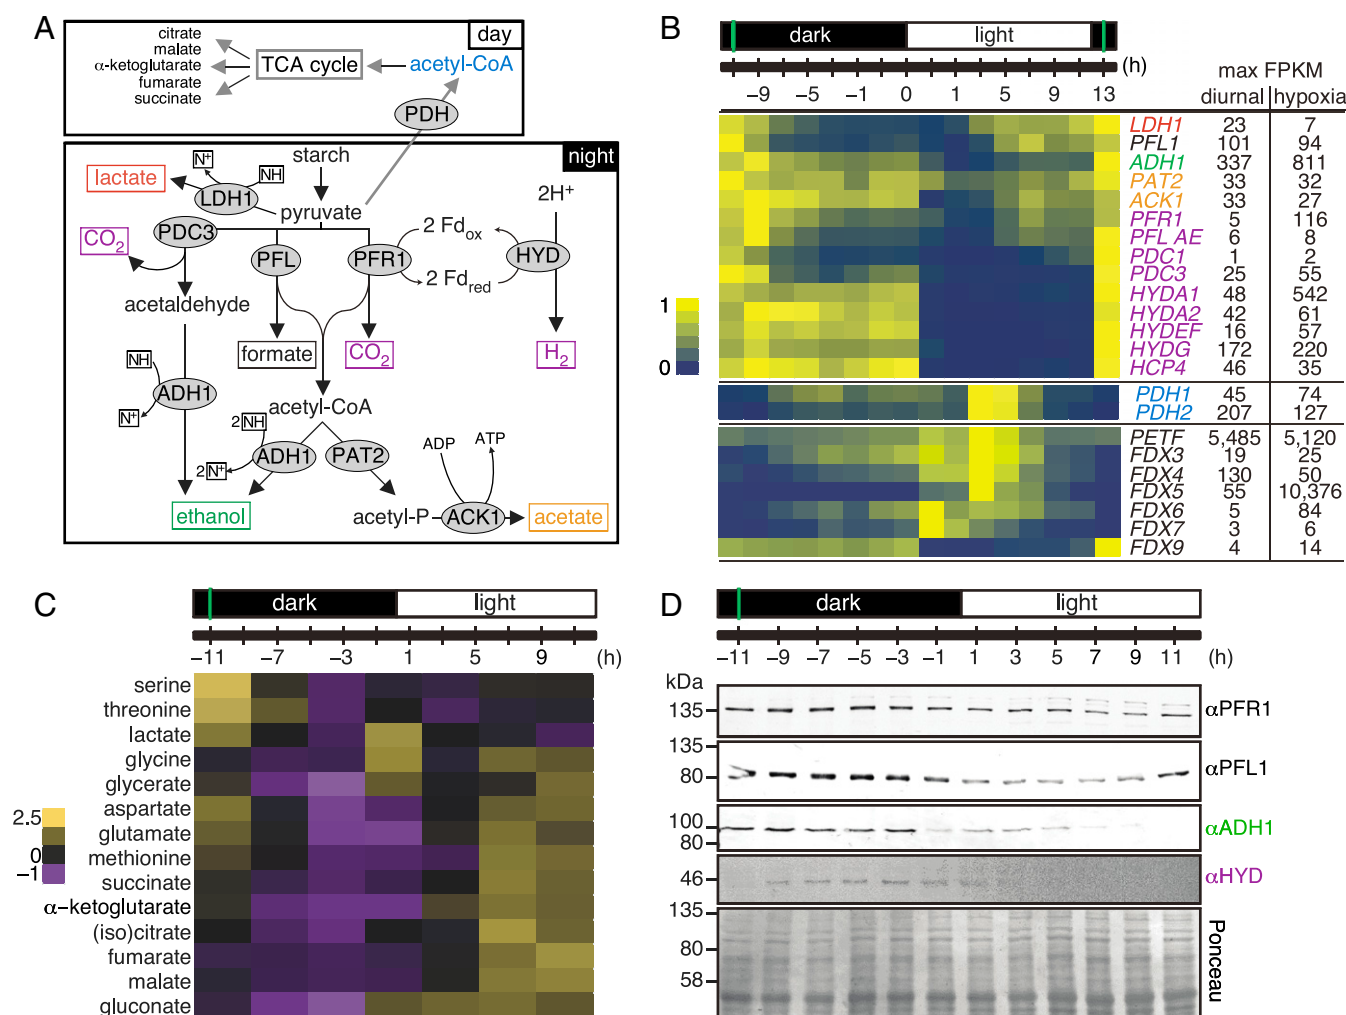 A
day
citrate
malate
α-ketoglutarate
fumarate
succinate
TCA cycle
acetyl-CoA
PDH
night
starch
N⁺
NH
lactate
LDH1
pyruvate
2H⁺
CO₂
PDC3
PFL
PFR1
2 Fdox
2 Fdred
HYD
acetaldehyde
formate
CO₂
H₂
NH
ADH1
N⁺
acetyl-CoA
2NH
ADH1
PAT2
2N⁺
ADP
ATP
ethanol
acetyl-P
ACK1
acetate
B
dark light
(h)
−9 −5 −1 0 1 5 9 13
max FPKM
diurnal hypoxia
LDH1 23 7
PFL1 101 94
ADH1 337 811
PAT2 33 32
ACK1 33 27
PFR1 5 116
PFL AE 6 8
PDC1 1 2
PDC3 25 55
HYDA1 48 542
HYDA2 42 61
HYDEF 16 57
HYDG 172 220
HCP4 46 35
1
0
PDH1 45 74
PDH2 207 127
PETF 5,485 5,120
FDX3 19 25
FDX4 130 50
FDX5 55 10,376
FDX6 5 84
FDX7 3 6
FDX9 4 14
C
dark light
−11 −7 −3 1 5 9 (h)
serine
threonine
lactate
glycine
glycerate
aspartate
glutamate
methionine
succinate
α−ketoglutarate
(iso)citrate
fumarate
malate
gluconate
2.5
0
−1
D
dark light
−11 −9 −7 −5 −3 −1 1 3 5 7 9 11 (h)
kDa
135
αPFR1
135
80
αPFL1
100
80
αADH1
46
αHYD
135
80
58
Ponceau